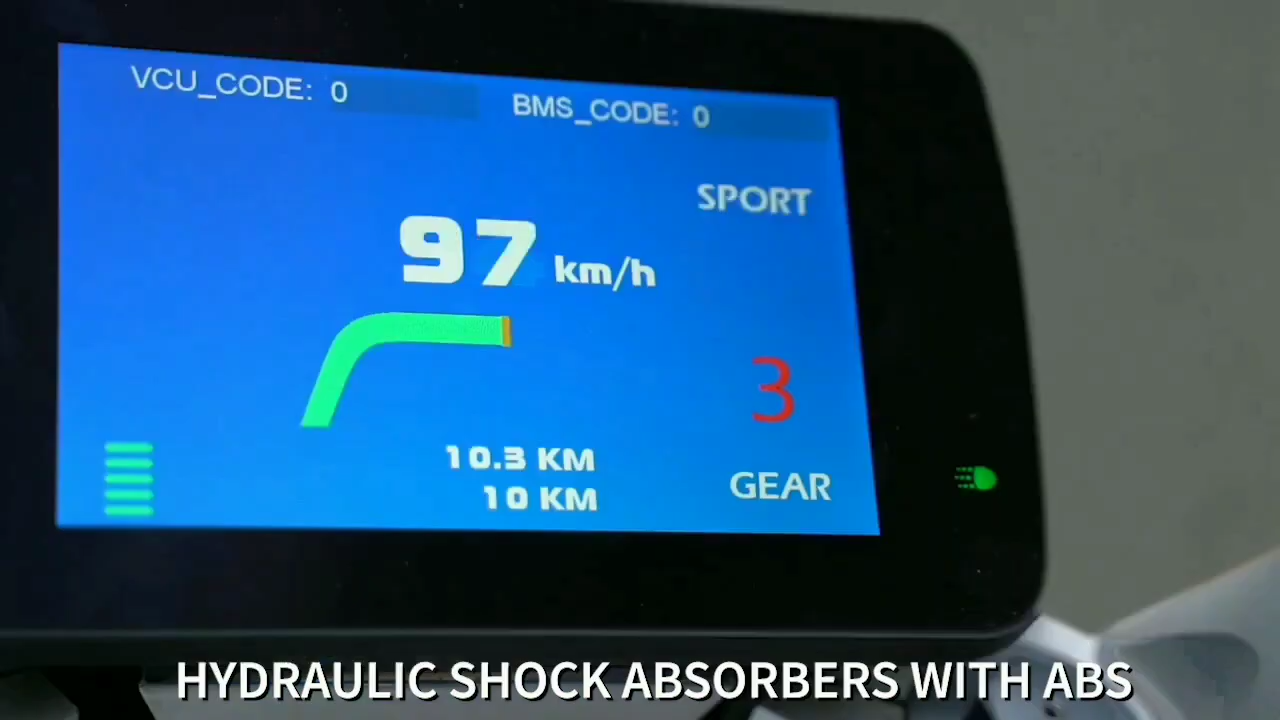 VCU_CODE: 0
BMS_CODE: 0
SPORT
97 km/h
3
10.3 KM
10 KM
GEAR
HYDRAULIC SHOCK ABSORBERS WITH ABS